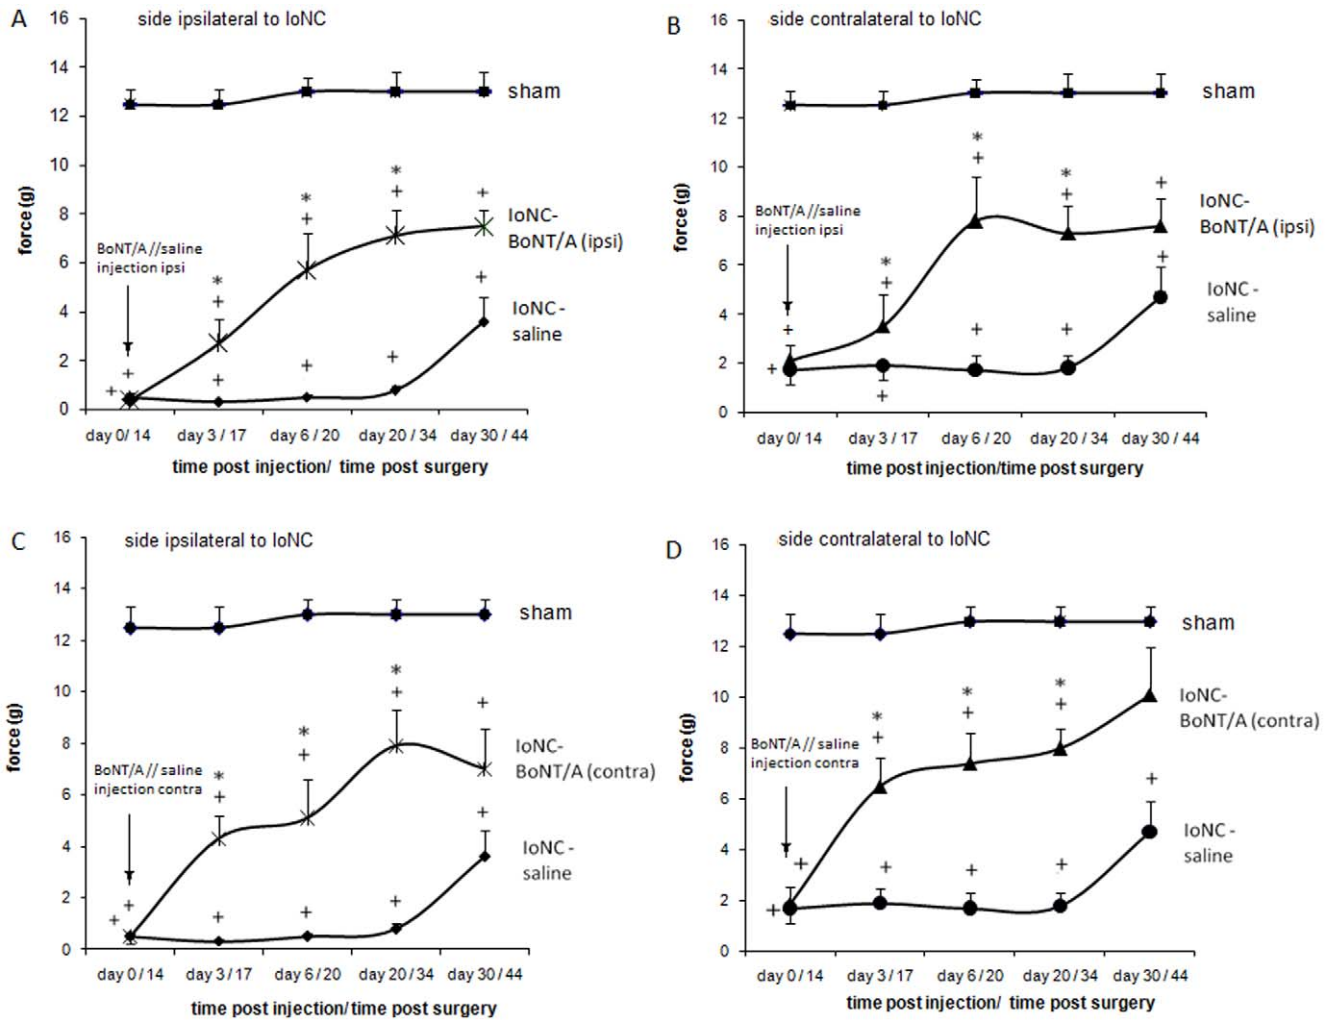 A
side ipsilateral to IoNC
16
14
12
10
8
6
4
2
0
force (g)
sham
IoNC-
BoNT/A (ipsi)
IoNC -
saline
BoNT/A //saline
injection ipsi
* + * + * + +
+ + + + + +
day 0/ 14 day 3 / 17 day 6 / 20 day 20 / 34 day 30 / 44
time post injection/ time post surgery
B
side contralateral to IoNC
16
14
12
10
8
6
4
2
0
force (g)
sham
IoNC-
BoNT/A (ipsi)
IoNC -
saline
BoNT/A //saline
injection ipsi
* + * + * + +
+ + + + + +
day 0/ 14 day 3 / 17 day 6 / 20 day 20 / 34 day 30 / 44
time post injection/time post surgery
C
side ipsilateral to IoNC
16
14
12
10
8
6
4
2
0
force (g)
sham
IoNC-
BoNT/A (contra)
IoNC -
saline
BoNT/A // saline
injection contra
* + * + * + +
+ + + + + +
day 0/ 14 day 3 / 17 day 6 / 20 day 20 / 34 day 30 / 44
time post injection/ time post surgery
D
side contralateral to IoNC
16
14
12
10
8
6
4
2
0
force (g)
sham
IoNC-
BoNT/A (contra)
IoNC -
saline
BoNT/A // saline
injection contra
* + * + * +
+ + + + + +
day 0/ 14 day 3 / 17 day 6 / 20 day 20 / 34 day 30 / 44
time post injection/ time post surgery